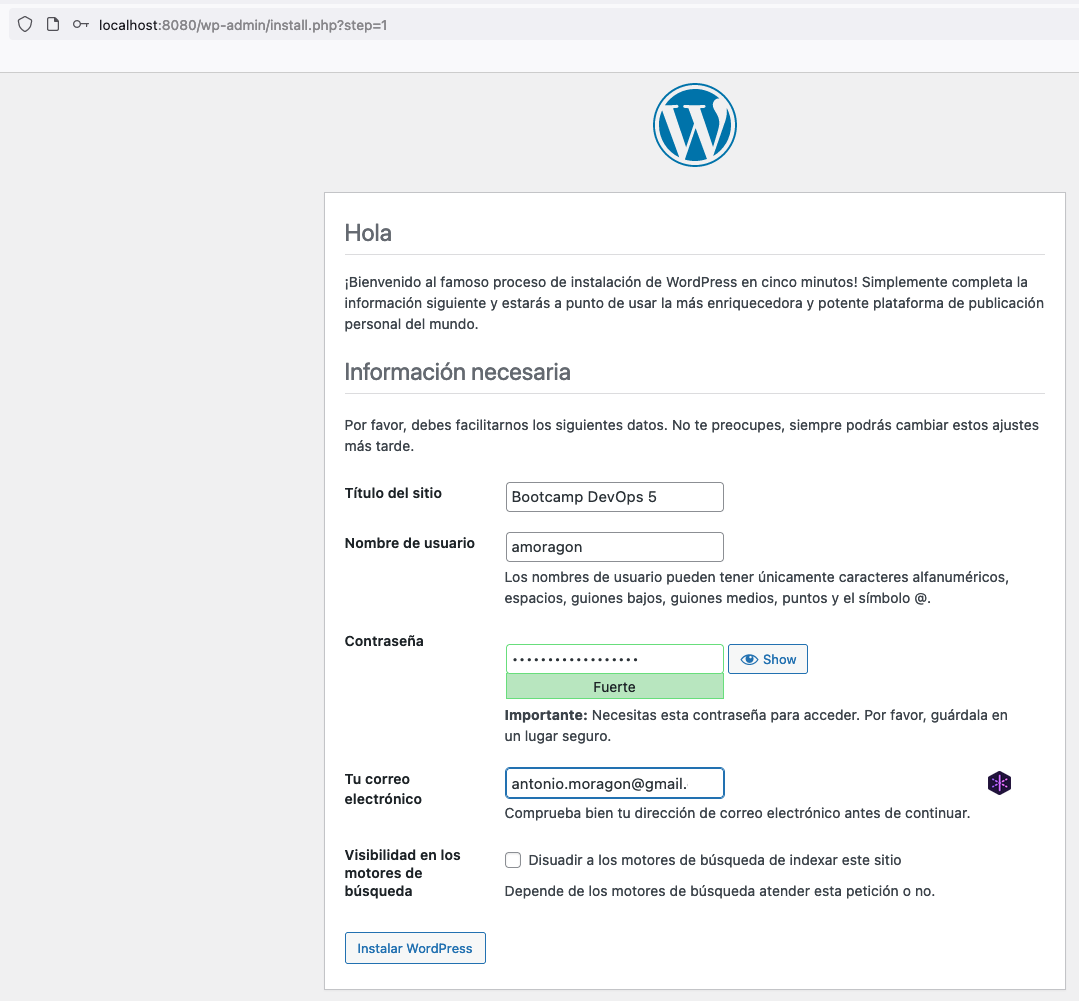 localhost:8080/wp-admin/install.php?step=1
Hola
¡Bienvenido al famoso proceso de instalación de WordPress en cinco minutos! Simplemente completa la
información siguiente y estarás a punto de usar la más enriquecedora y potente plataforma de publicación
personal del mundo.
Información necesaria
Por favor, debes facilitarnos los siguientes datos. No te preocupes, siempre podrás cambiar estos ajustes
más tarde.
Título del sitio
Bootcamp DevOps 5
Nombre de usuario
amoragon
Los nombres de usuario pueden tener únicamente caracteres alfanuméricos,
espacios, guiones bajos, guiones medios, puntos y el símbolo @.
Contraseña
••••••••••••••••••
Show
Fuerte
Importante: Necesitas esta contraseña para acceder. Por favor, guárdala en
un lugar seguro.
Tu correo
electrónico
antonio.moragon@gmail.
Comprueba bien tu dirección de correo electrónico antes de continuar.
Visibilidad en los
motores de
búsqueda
Disuadir a los motores de búsqueda de indexar este sitio
Depende de los motores de búsqueda atender esta petición o no.
Instalar WordPress